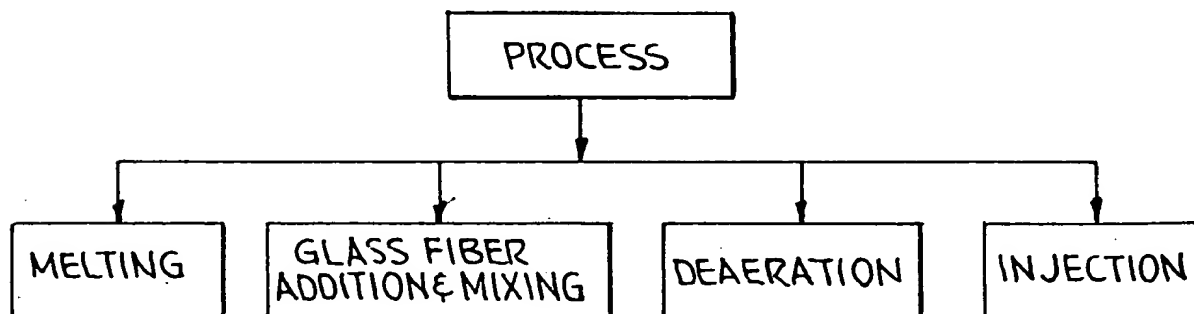 PROCESS
MELTING
GLASS FIBER
ADDITION & MIXING
DEAERATION
INJECTION